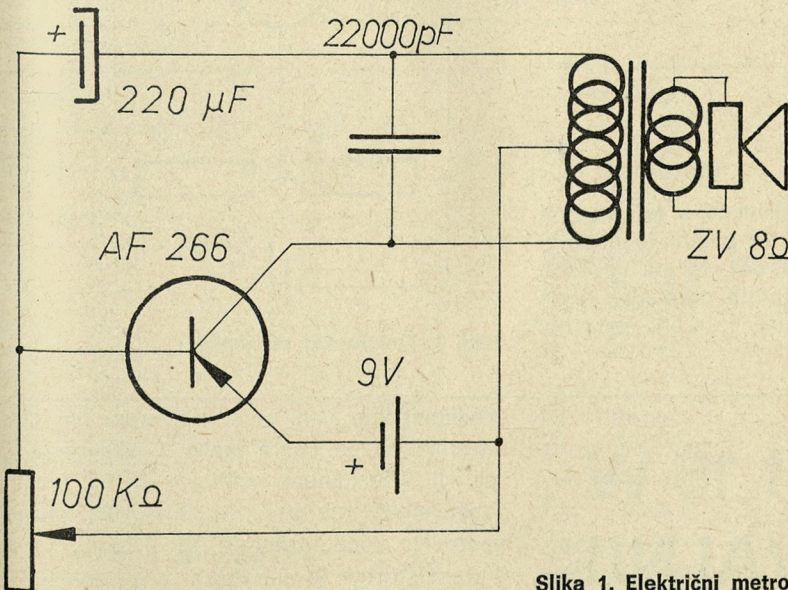 22000pF
+
220 µF
AF 266
ZV 8Ω
9V
+
100 KΩ
Slika 1. Električni metro